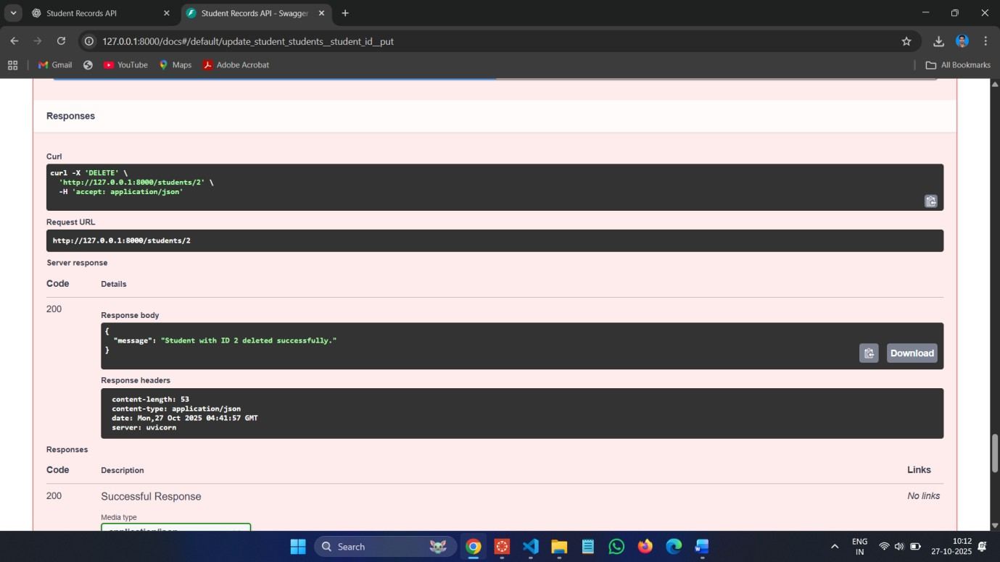 Student Records API
Student Records API - Swagger
127.0.0.1:8000/docs#/default/update_student_students__student_id__put
Gmail
YouTube
Maps
Adobe Acrobat
All Bookmarks
Responses
Curl
curl -X 'DELETE' \
'http://127.0.0.1:8000/students/2' \
-H 'accept: application/json'
Request URL
http://127.0.0.1:8000/students/2
Server response
Code Details
200
Response body
{
"message": "Student with ID 2 deleted successfully."
}
Download
Response headers
content-length: 53
content-type: application/json
date: Mon,27 Oct 2025 04:41:57 GMT
server: uvicorn
Responses
Code Description Links
200 Successful Response No links
Media type
application/json
Search
ENG
IN
10:12
27-10-2025